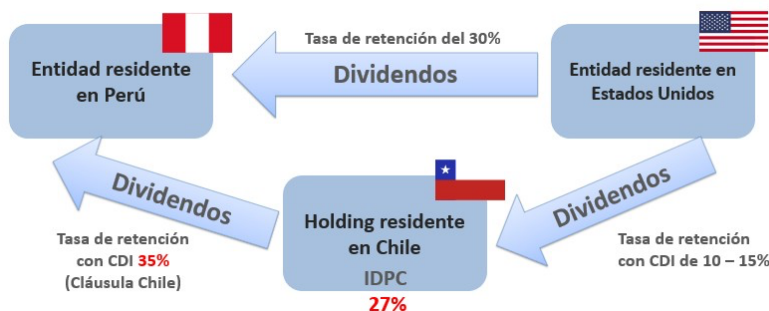 Tasa de retención del 30%
Entidad residente
en Perú
Dividendos
Entidad residente en
Estados Unidos
Dividendos
Holding residente
en Chile
IDPC
27%
Dividendos
Tasa de retención
con CDI 35%
(Cláusula Chile)
Tasa de retención
con CDI de 10 – 15%